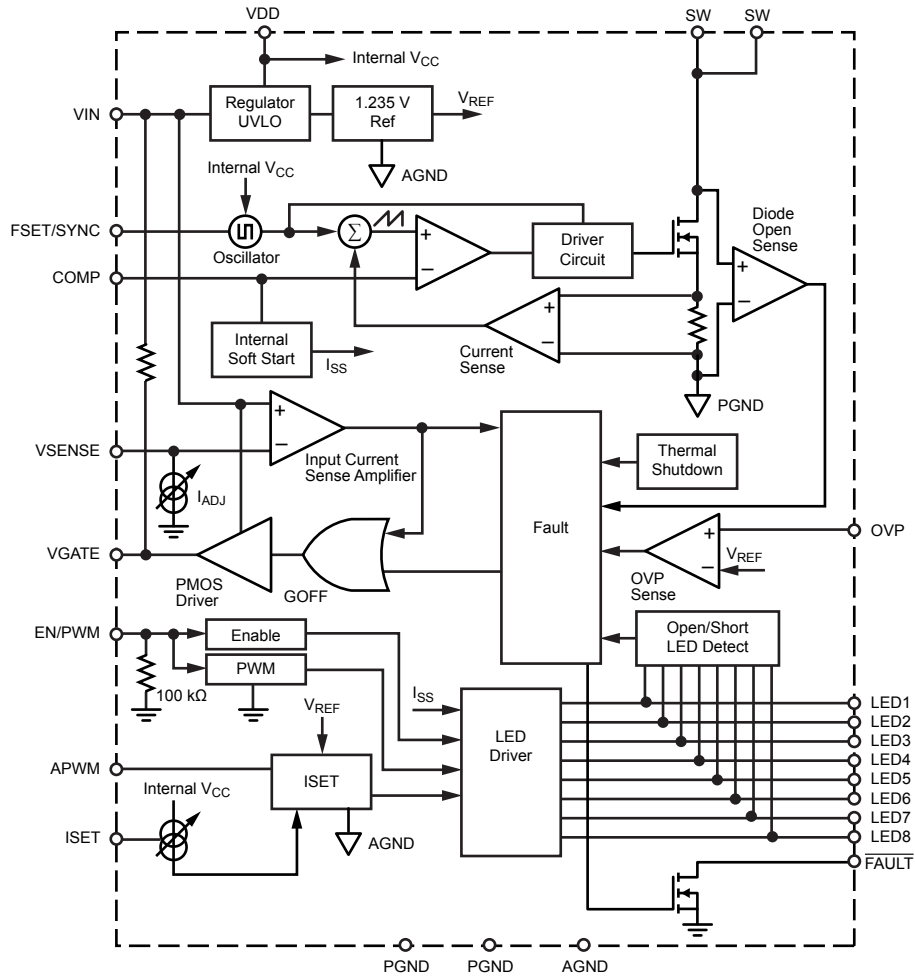 VDD
SW
SW
Internal VCC
VIN
Regulator
UVLO
1.235 V
Ref
VREF
AGND
Internal VCC
FSET/SYNC
Oscillator
Σ
+
−
Driver
Circuit
Diode
Open
Sense
+
−
COMP
Internal
Soft Start
ISS
Current
Sense
+
−
PGND
VSENSE
+
−
Input Current
Sense Amplifier
IADJ
Fault
Thermal
Shutdown
OVP
+
−
VREF
OVP
Sense
VGATE
PMOS
Driver
GOFF
EN/PWM
Enable
PWM
100 kΩ
Open/Short
LED Detect
VREF
ISS
LED
Driver
LED1
LED2
LED3
LED4
LED5
LED6
LED7
LED8
APWM
ISET
Internal VCC
AGND
ISET
FAULT
PGND
PGND
AGND